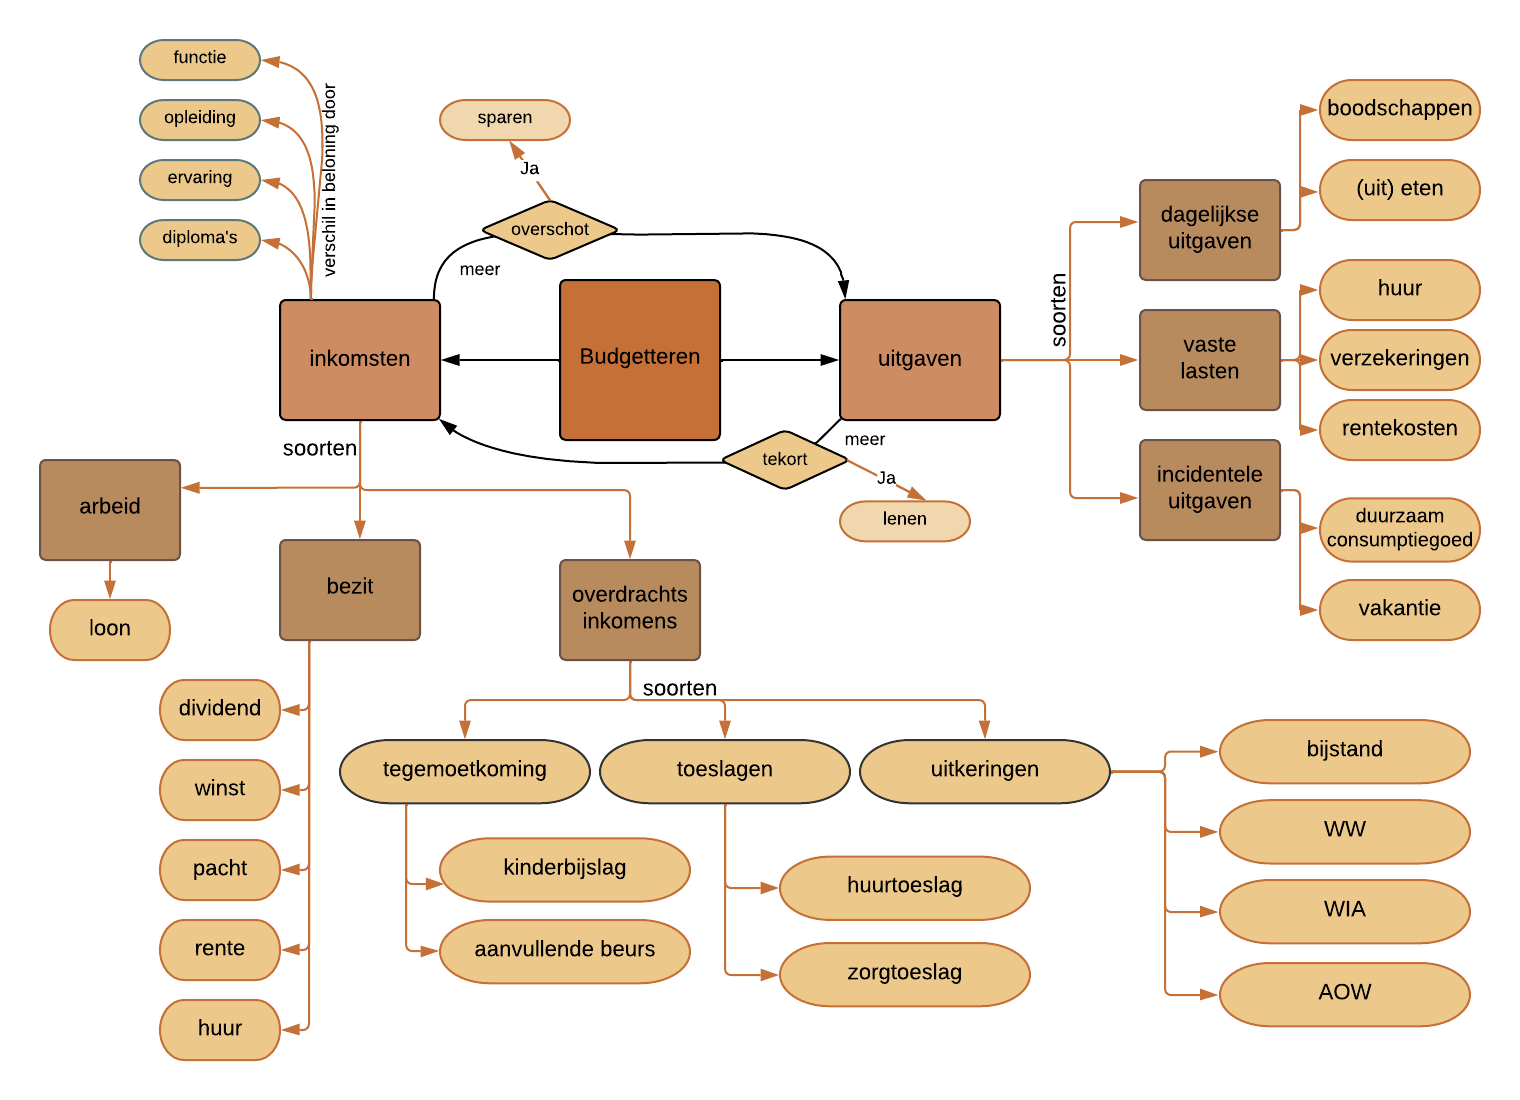 functie
opleiding
ervaring
diploma's
verschil in beloning door
sparen
Ja
overschot
meer
inkomsten
Budgetteren
uitgaven
meer
tekort
Ja
lenen
soorten
dagelijkse
uitgaven
boodschappen
(uit) eten
vaste
lasten
huur
verzekeringen
rentekosten
incidentele
uitgaven
duurzaam
consumptiegoed
vakantie
soorten
arbeid
loon
bezit
dividend
winst
pacht
rente
huur
overdrachts
inkomens
soorten
tegemoetkoming
kinderbijslag
aanvullende beurs
toeslagen
huurtoeslag
zorgtoeslag
uitkeringen
bijstand
WW
WIA
AOW